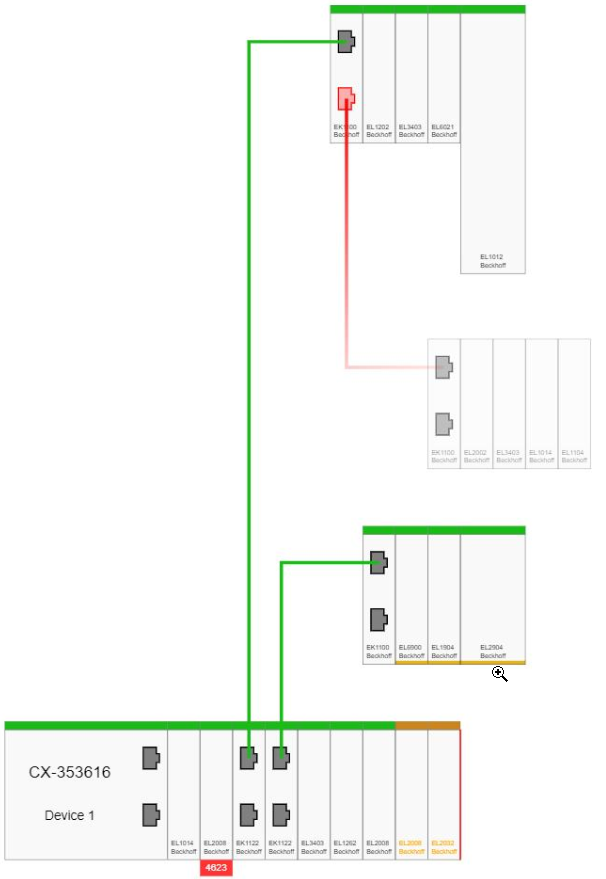 EK1100 EL1202 EL3403 EL6021
Beckhoff Beckhoff Beckhoff Beckhoff
EL1012
Beckhoff
EK1100 EL2002 EL3403 EL1014 EL1104
Beckhoff Beckhoff Beckhoff Beckhoff Beckhoff
EK1100 EL6900 EL1904 EL2904
Beckhoff Beckhoff Beckhoff Beckhoff
CX-353616
Device 1
EL1014 EL2008 EK1122 EK1122 EL3403 EL1262 EL2008 EL2008 EL2032
Beckhoff Beckhoff Beckhoff Beckhoff Beckhoff Beckhoff Beckhoff Beckhoff Beckhoff
4623